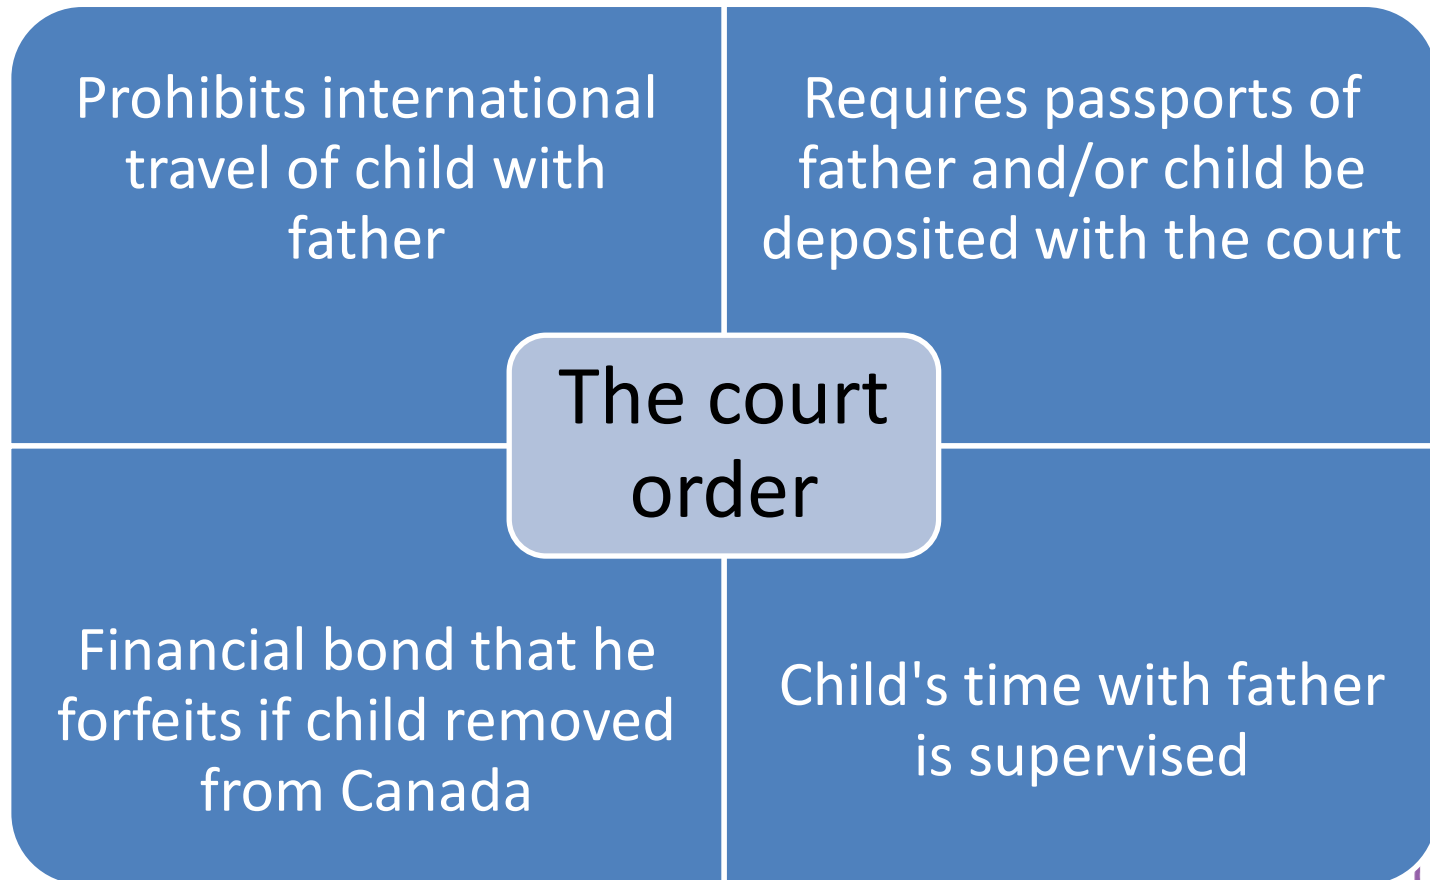 Prohibits international
travel of child with
father
Requires passports of
father and/or child be
deposited with the court
The court
order
Financial bond that he
forfeits if child removed
from Canada
Child's time with father
is supervised